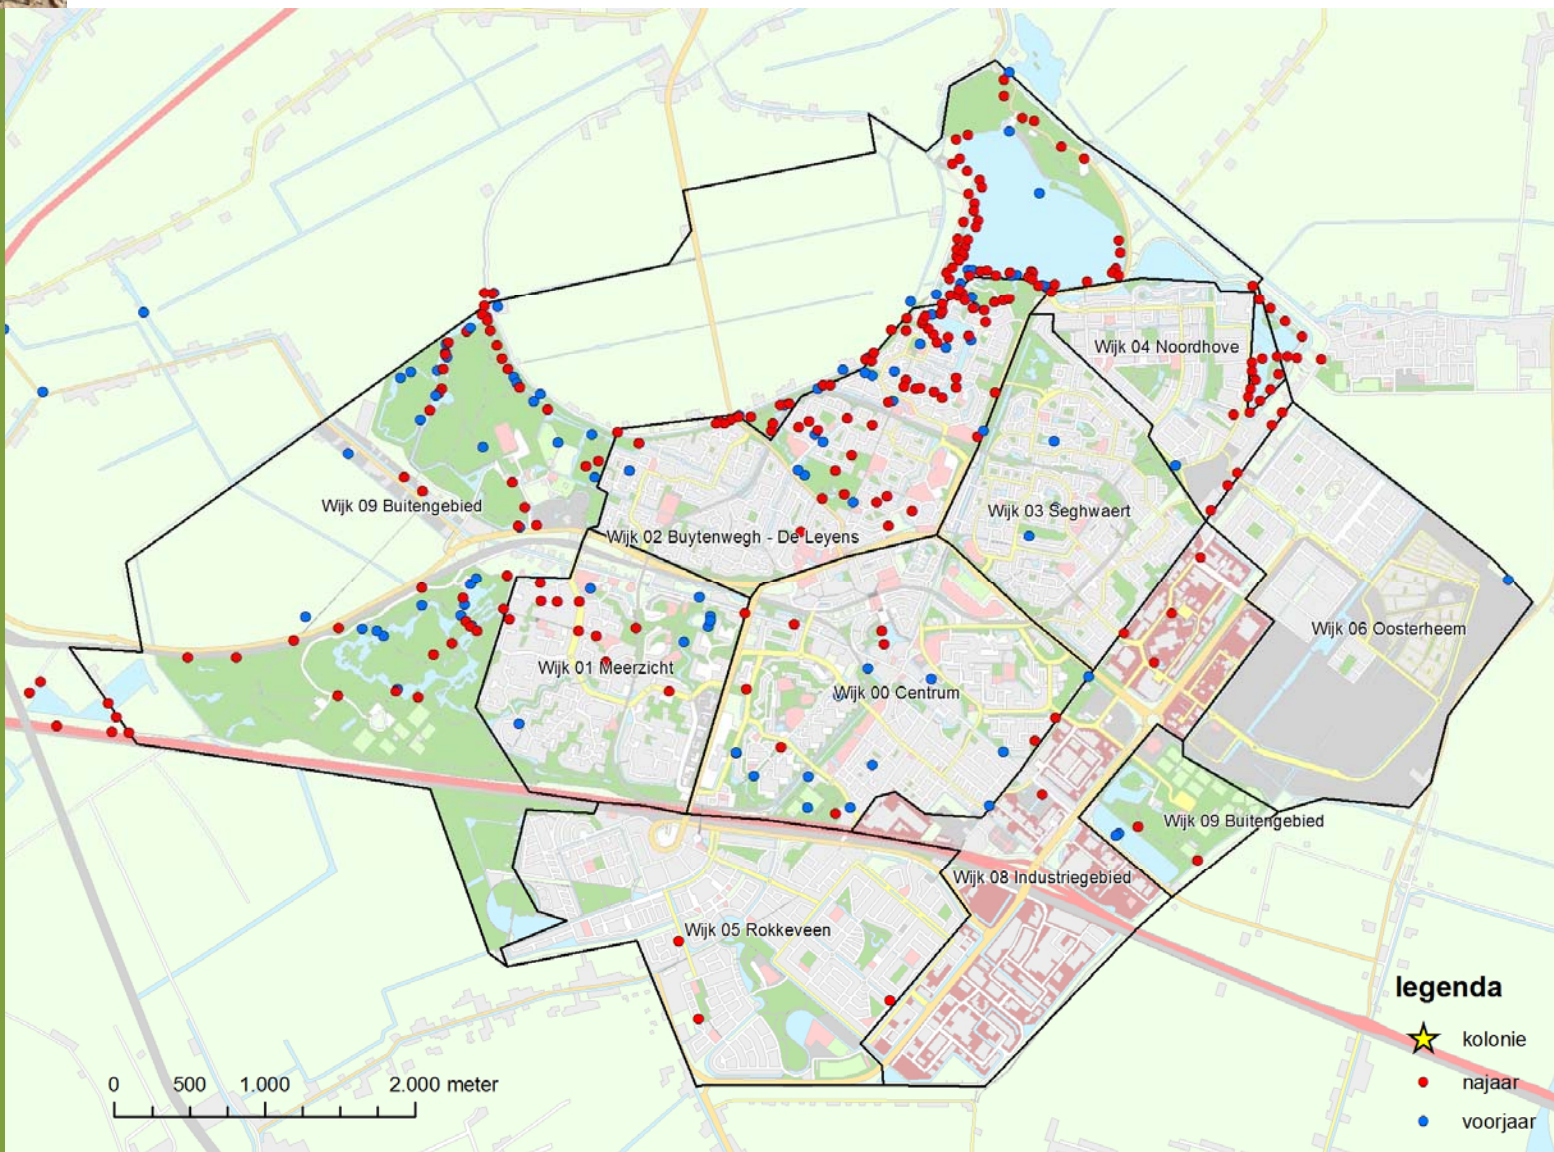 Wijk 04 Noordhove
Wijk 09 Buitengebied
Wijk 03 Seghwaert
Wijk 02 Buytenwegh - De Leyens
Wijk 06 Oosterheem
Wijk 01 Meerzicht
Wijk 00 Centrum
Wijk 09 Buitengebied
Wijk 08 Industriegebied
Wijk 05 Rokkeveen
legenda
kolonie
najaar
voorjaar
0 500 1.000 2.000 meter